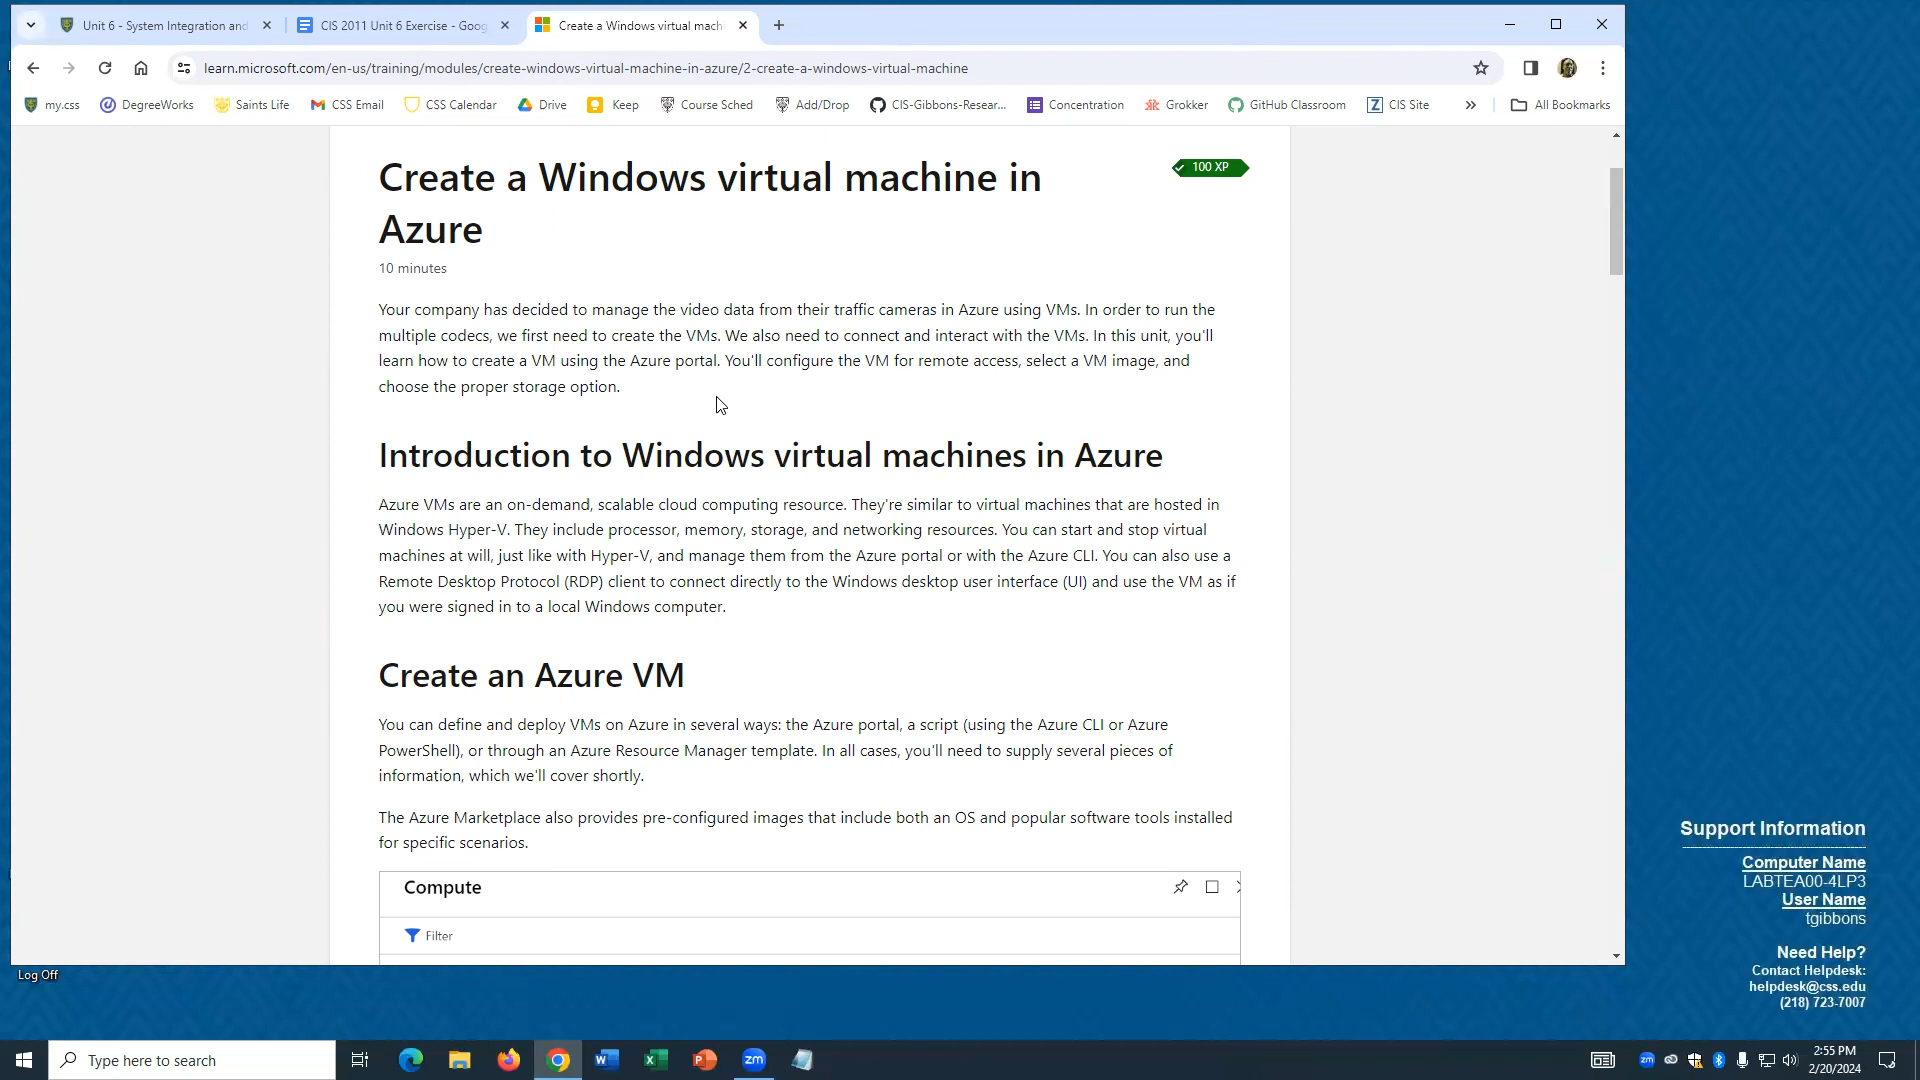 Unit 6 - System Integration and
CIS 2011 Unit 6 Exercise - Goog
Create a Windows virtual mach
learn.microsoft.com/en-us/training/modules/create-windows-virtual-machine-in-azure/2-create-a-windows-virtual-machine
my.css
DegreeWorks
Saints Life
CSS Email
CSS Calendar
Drive
Keep
Course Sched
Add/Drop
CIS-Gibbons-Resear...
Concentration
Grokker
GitHub Classroom
CIS Site
All Bookmarks
Create a Windows virtual machine in
Azure
100 XP
10 minutes
Your company has decided to manage the video data from their traffic cameras in Azure using VMs. In order to run the
multiple codecs, we first need to create the VMs. We also need to connect and interact with the VMs. In this unit, you'll
learn how to create a VM using the Azure portal. You'll configure the VM for remote access, select a VM image, and
choose the proper storage option.
Introduction to Windows virtual machines in Azure
Azure VMs are an on-demand, scalable cloud computing resource. They're similar to virtual machines that are hosted in
Windows Hyper-V. They include processor, memory, storage, and networking resources. You can start and stop virtual
machines at will, just like with Hyper-V, and manage them from the Azure portal or with the Azure CLI. You can also use a
Remote Desktop Protocol (RDP) client to connect directly to the Windows desktop user interface (UI) and use the VM as if
you were signed in to a local Windows computer.
Create an Azure VM
You can define and deploy VMs on Azure in several ways: the Azure portal, a script (using the Azure CLI or Azure
PowerShell), or through an Azure Resource Manager template. In all cases, you'll need to supply several pieces of
information, which we'll cover shortly.
The Azure Marketplace also provides pre-configured images that include both an OS and popular software tools installed
for specific scenarios.
Compute
Filter
Support Information
Computer Name
LABTEA00-4LP3
User Name
tgibbons
Need Help?
Contact Helpdesk:
helpdesk@css.edu
(218) 723-7007
Log Off
Type here to search
zm
zm
2:55 PM
2/20/2024